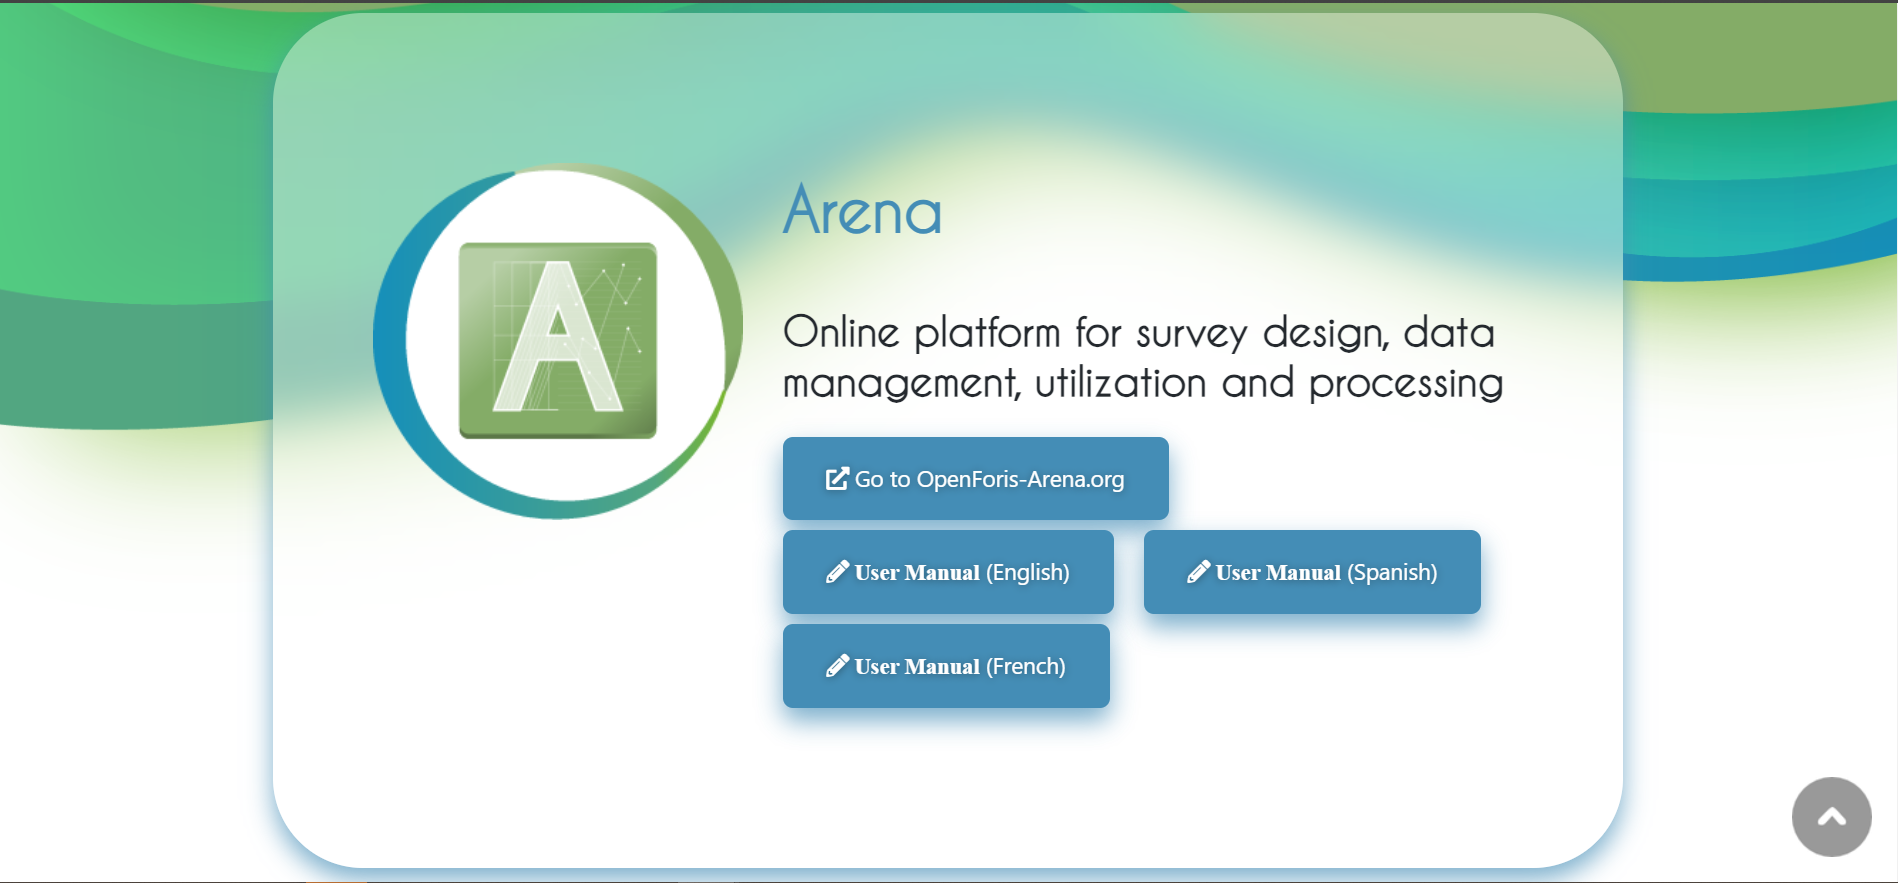 A
Arena
Online platform for survey design, data
management, utilization and processing
Go to OpenForis-Arena.org
User Manual (English)
User Manual (Spanish)
User Manual (French)